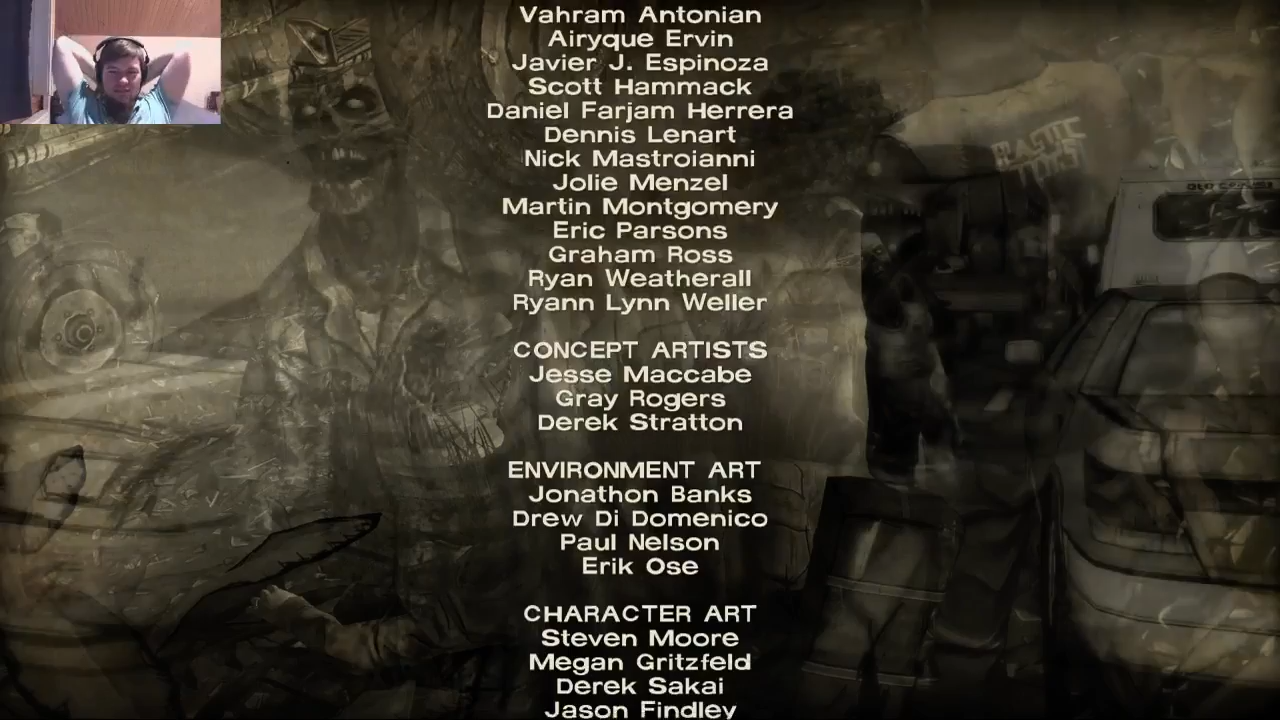 Vahram Antonian
Airyque Ervin
Javier J. Espinoza
Scott Hammack
Daniel Farjam Herrera
Dennis Lenart
Nick Mastroianni
Jolie Menzel
Martin Montgomery
Eric Parsons
Graham Ross
Ryan Weatherall
Ryann Lynn Weller
CONCEPT ARTISTS
Jesse Maccabe
Gray Rogers
Derek Stratton
ENVIRONMENT ART
Jonathon Banks
Drew Di Domenico
Paul Nelson
Erik Ose
CHARACTER ART
Steven Moore
Megan Gritzfeld
Derek Sakai
Jason Findley